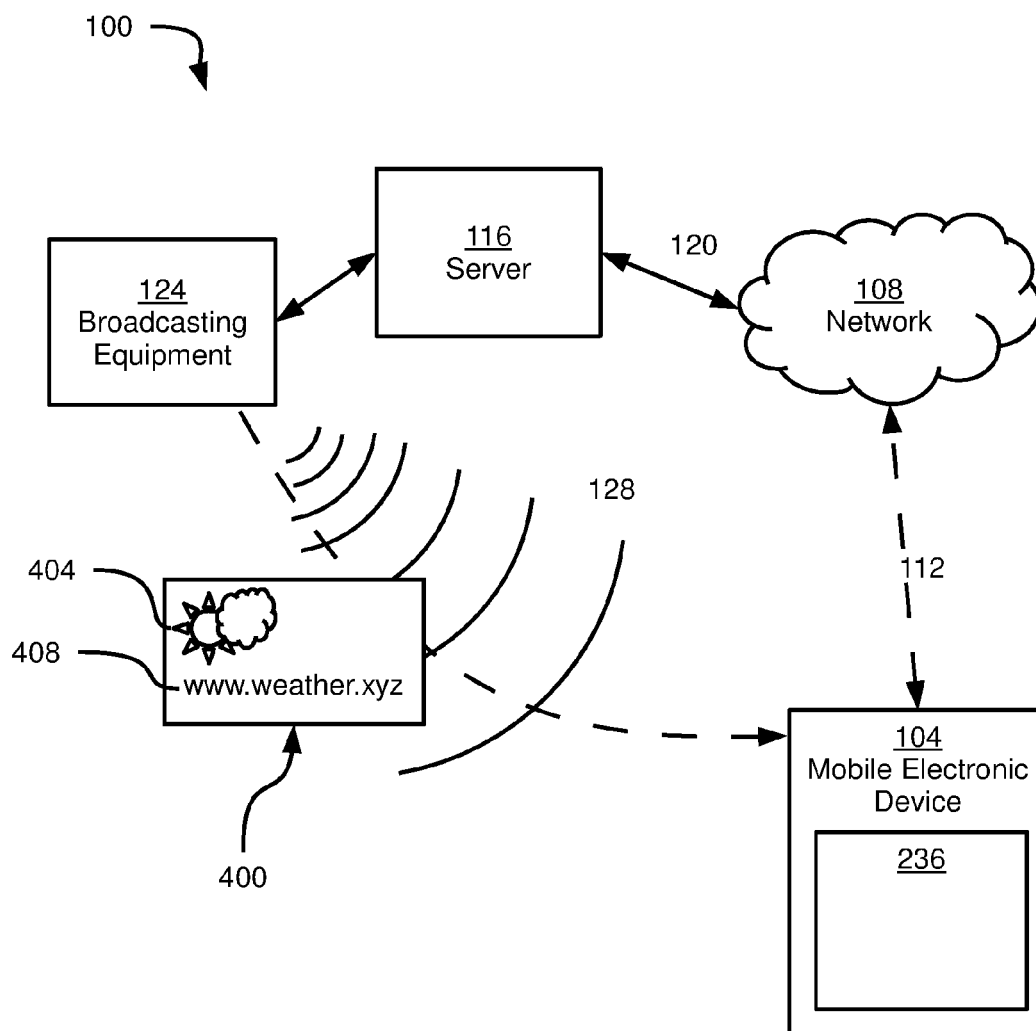 100
116
Server
120
108
Network
124
Broadcasting
Equipment
128
112
404
408
www.weather.xyz
400
104
Mobile Electronic
Device
236